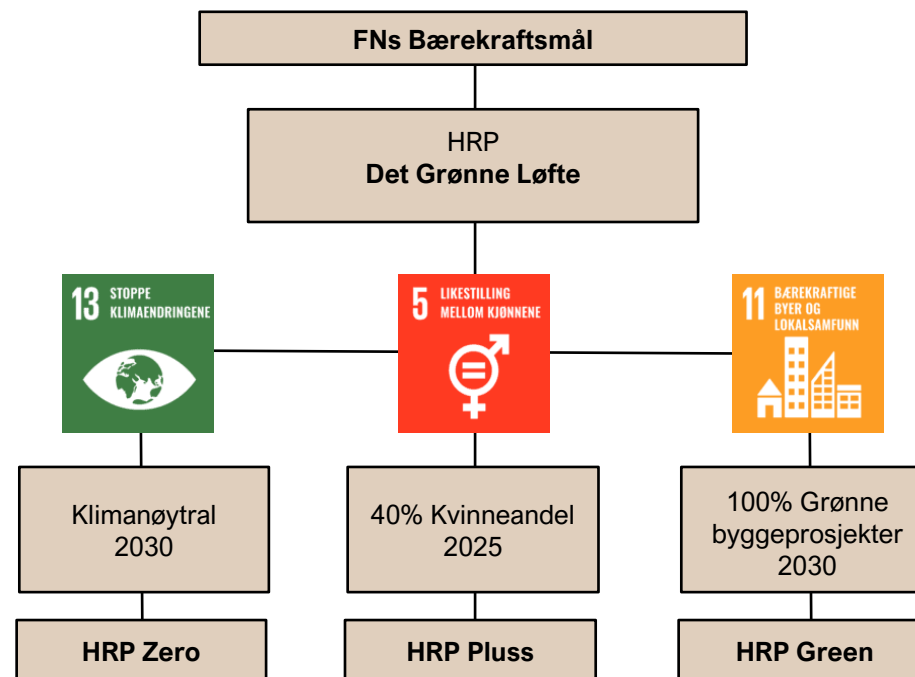 FNs Bærekraftsmål
HRP
Det Grønne Løfte
13 STOPPE
KLIMAENDRINGENE
5 LIKESTILLING
MELLOM KJØNNENE
11 BÆREKRAFTIGE
BYER OG
LOKALSAMFUNN
Klimanøytral
2030
40% Kvinneandel
2025
100% Grønne
byggeprosjekter
2030
HRP Zero
HRP Pluss
HRP Green